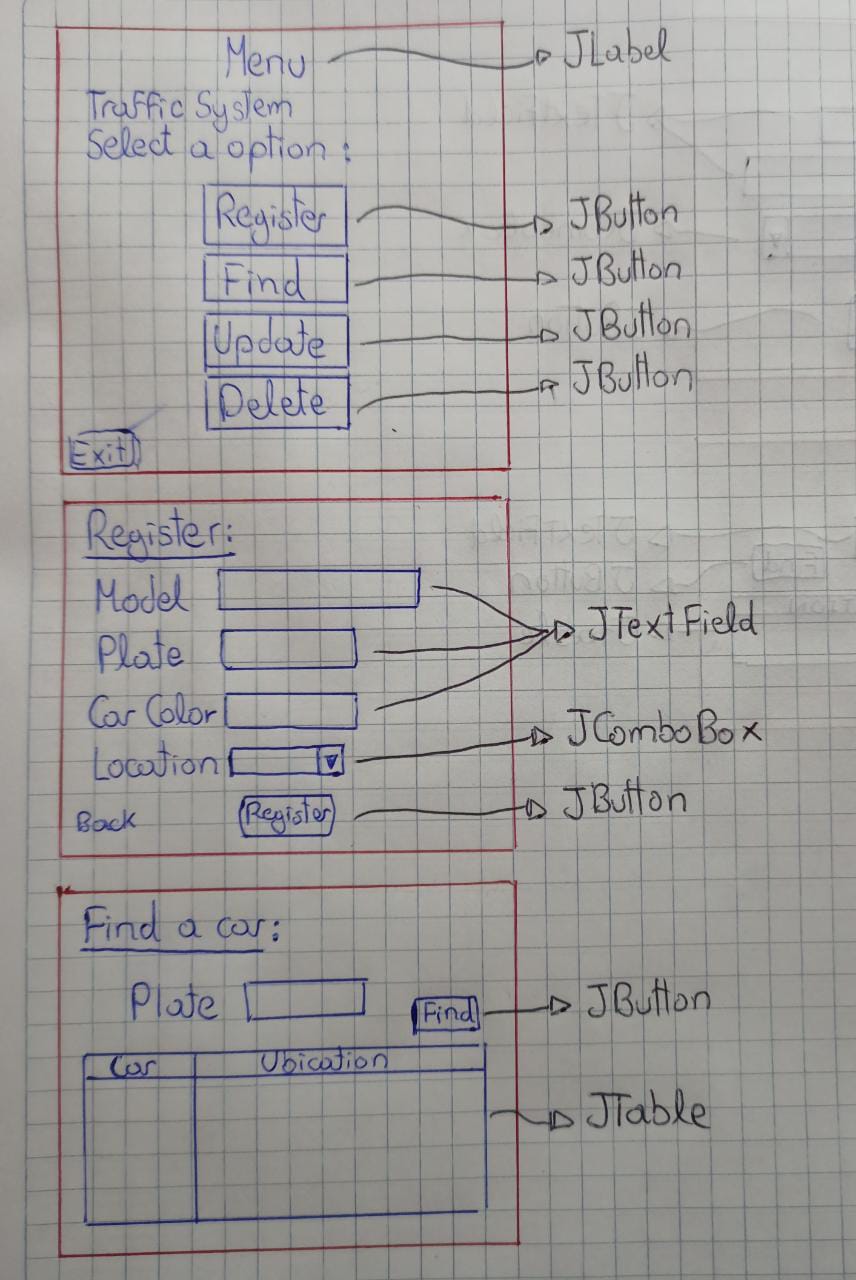 Menu JLabel
Traffic System
Select a option :
Register JButton
Find JButton
Update JButton
Delete JButton
Exit
Register:
Model
Plate JTextField
Car Color
Location JComboBox
Back Register JButton
Find a car:
Plate Find JButton
Car Ubication
JTable